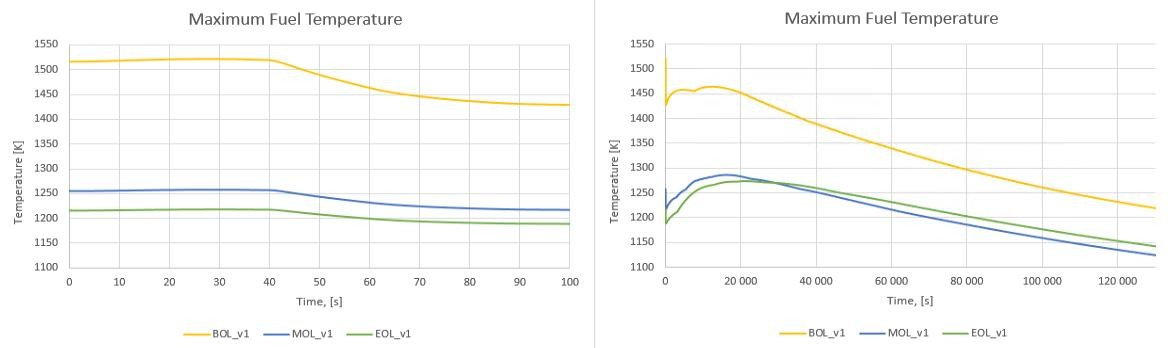 Maximum Fuel Temperature
1550
1500
1450
1400
1350
1300
1250
1200
1150
1100
Temperature [K]
0 10 20 30 40 50 60 70 80 90 100
Time, [s]
BOL_v1 MOL_v1 EOL_v1
Maximum Fuel Temperature
1550
1500
1450
1400
1350
1300
1250
1200
1150
1100
Temperature [K]
0 20 000 40 000 60 000 80 000 100 000 120 000
Time, [s]
BOL_v1 MOL_v1 EOL_v1